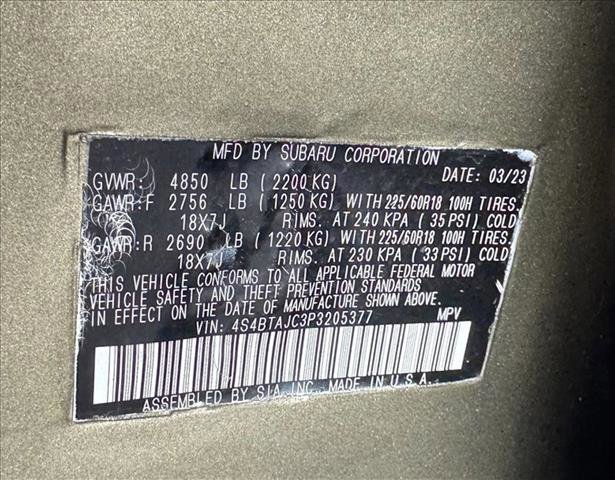 MFD BY SUBARU CORPORATION
DATE: 03/23
GVWR: 4850 LB ( 2200 KG)
GAWR:F 2756 LB ( 1250 KG) WITH 225/60R18 100H TIRES.
18X7J RIMS. AT 240 KPA ( 35 PSI) COLD
GAWR:R 2690 LB ( 1220 KG) WITH 225/60R18 100H TIRES.
18X7J RIMS. AT 230 KPA ( 33 PSI) COLD
THIS VEHICLE CONFORMS TO ALL APPLICABLE FEDERAL MOTOR
VEHICLE SAFETY AND THEFT PREVENTION STANDARDS
IN EFFECT ON THE DATE OF MANUFACTURE SHOWN ABOVE.
VIN: 4S4BTAJC3P3205377 MPV
ASSEMBLED BY SIA,INC. MADE IN U.S.A.